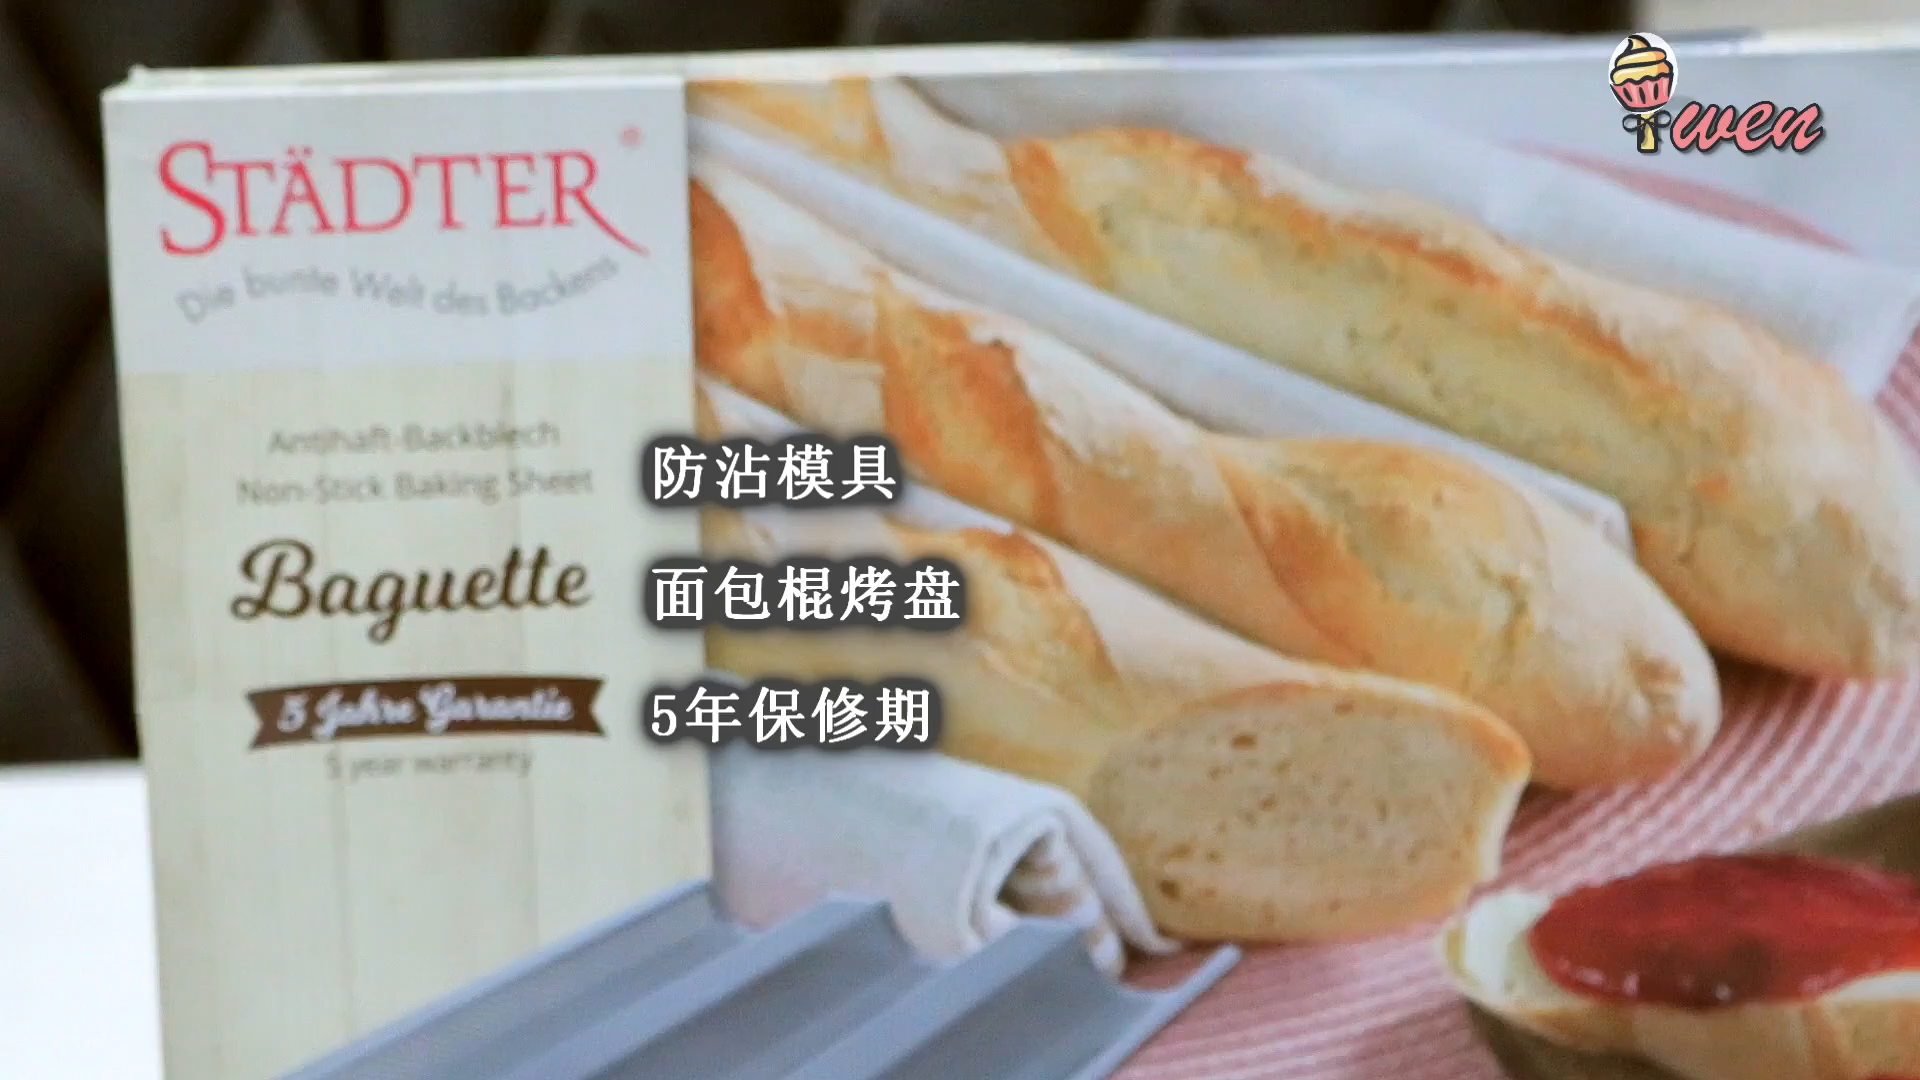 STÄDTER®
Die bunte Welt des Backens
Antihaft-Backblech
Non-Stick Baking Sheet
Baguette
5 Jahre Garantie
5 year warranty
防沾模具
面包棍烤盘
5年保修期
wen